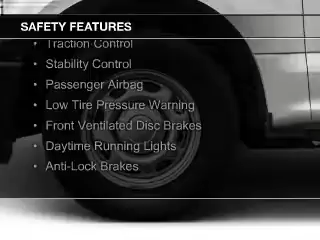 SAFETY FEATURES
• Traction Control
• Stability Control
• Passenger Airbag
• Low Tire Pressure Warning
• Front Ventilated Disc Brakes
• Daytime Running Lights
• Anti-Lock Brakes